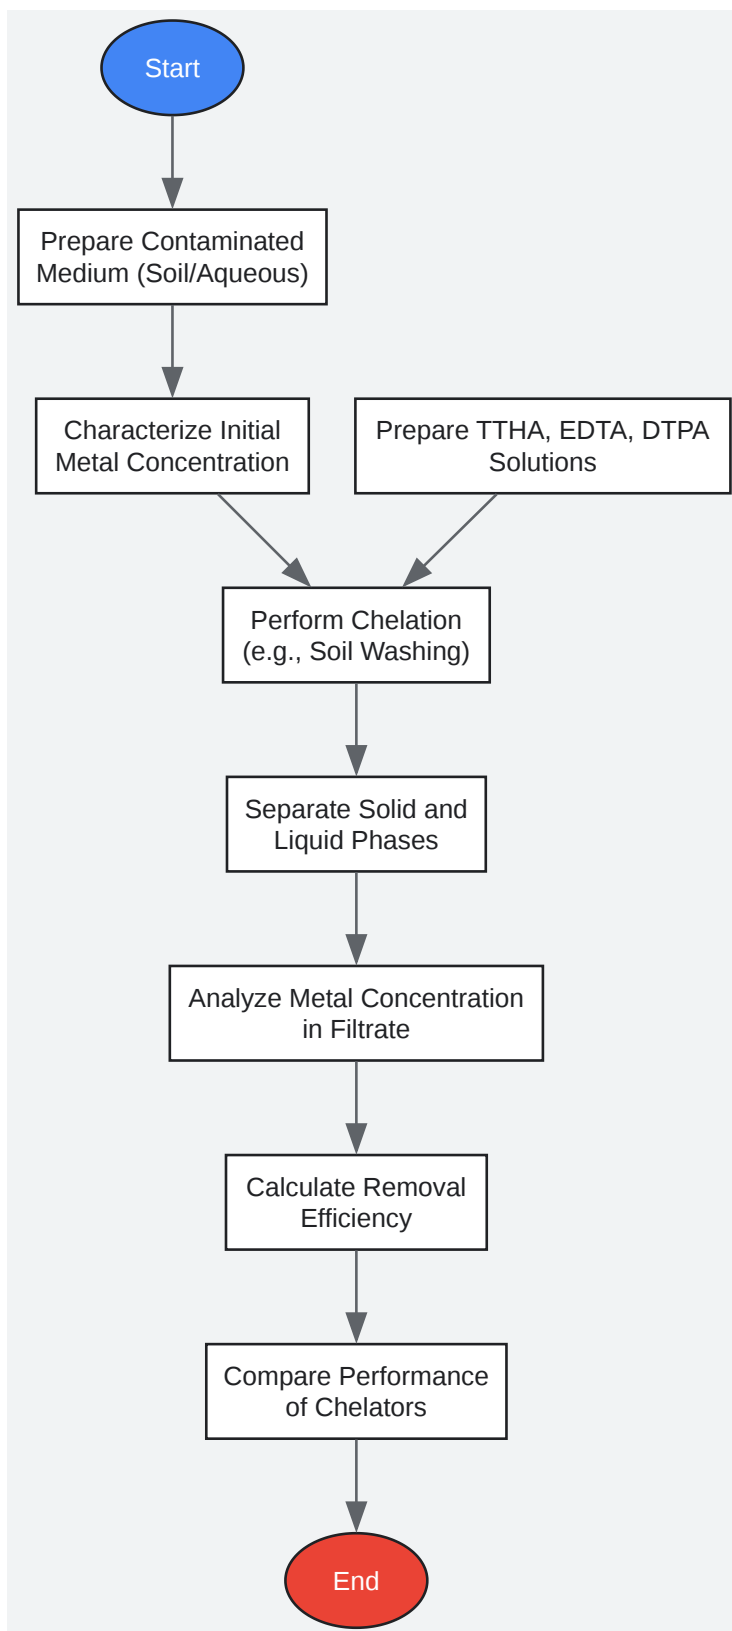 Start
Prepare Contaminated
Medium (Soil/Aqueous)
Characterize Initial
Metal Concentration
Prepare TTHA, EDTA, DTPA
Solutions
Perform Chelation
(e.g., Soil Washing)
Separate Solid and
Liquid Phases
Analyze Metal Concentration
in Filtrate
Calculate Removal
Efficiency
Compare Performance
of Chelators
End